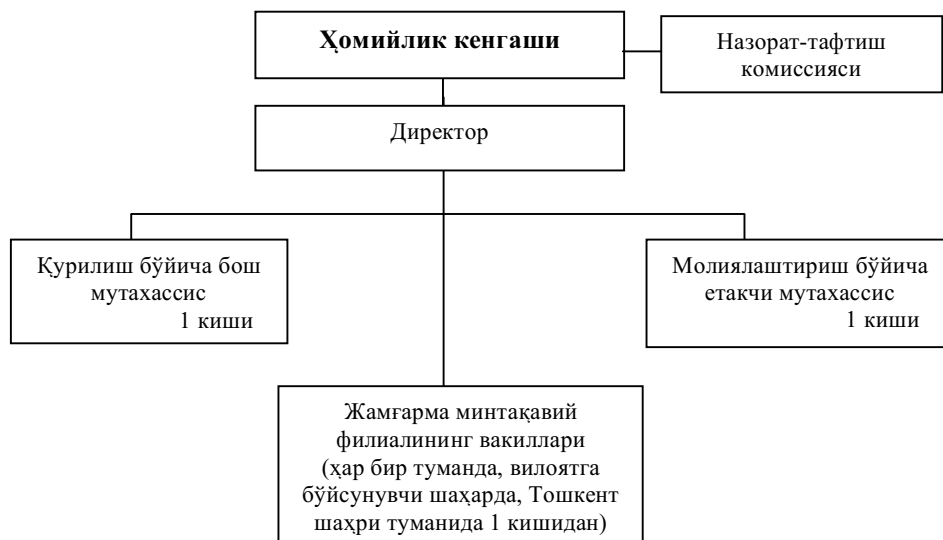 Ҳомийлик кенгаши
Назорат-тафтиш
комиссияси
Директор
Қурилиш бўйича бош
мутахассис
1 киши
Молиялаштириш бўйича
етакчи мутахассис
1 киши
Жамғарма минтақавий
филиалининг вакиллари
(ҳар бир туманда, вилоятга
бўйсунувчи шаҳарда, Тошкент
шаҳри туманида 1 кишидан)